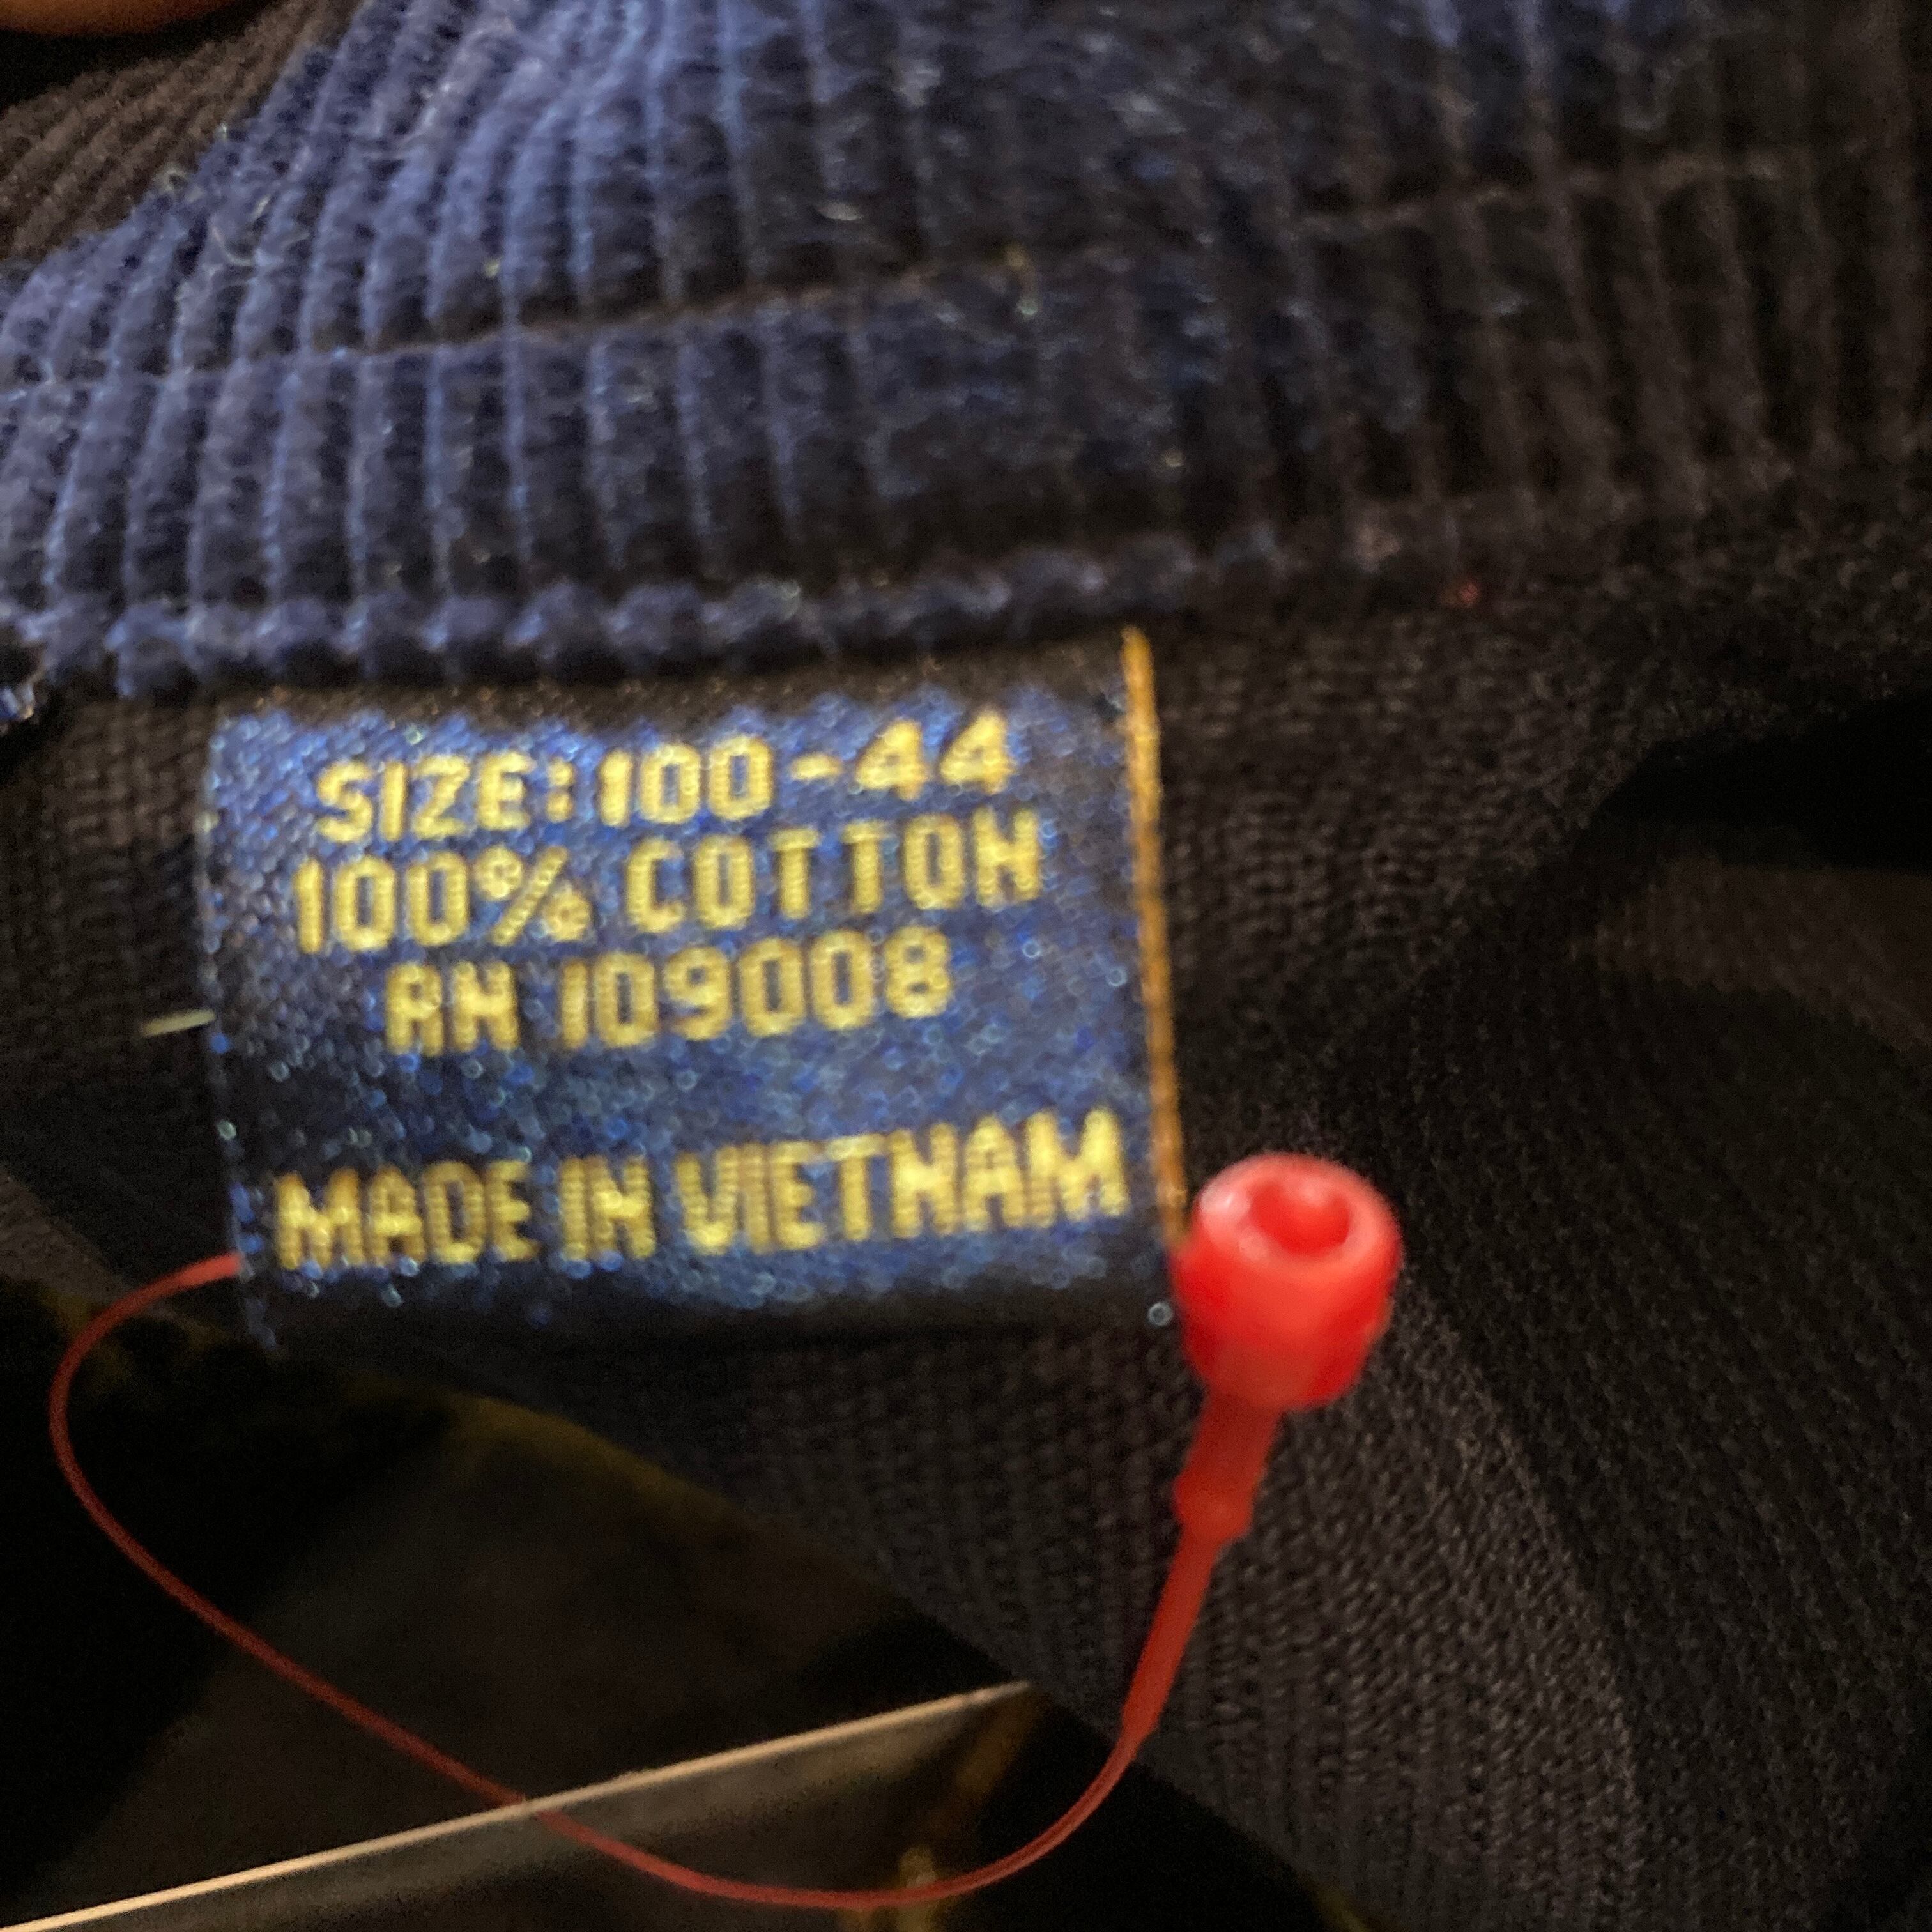 SIZE:100-44
100% COTTON
RN 109008
MADE IN VIETNAM